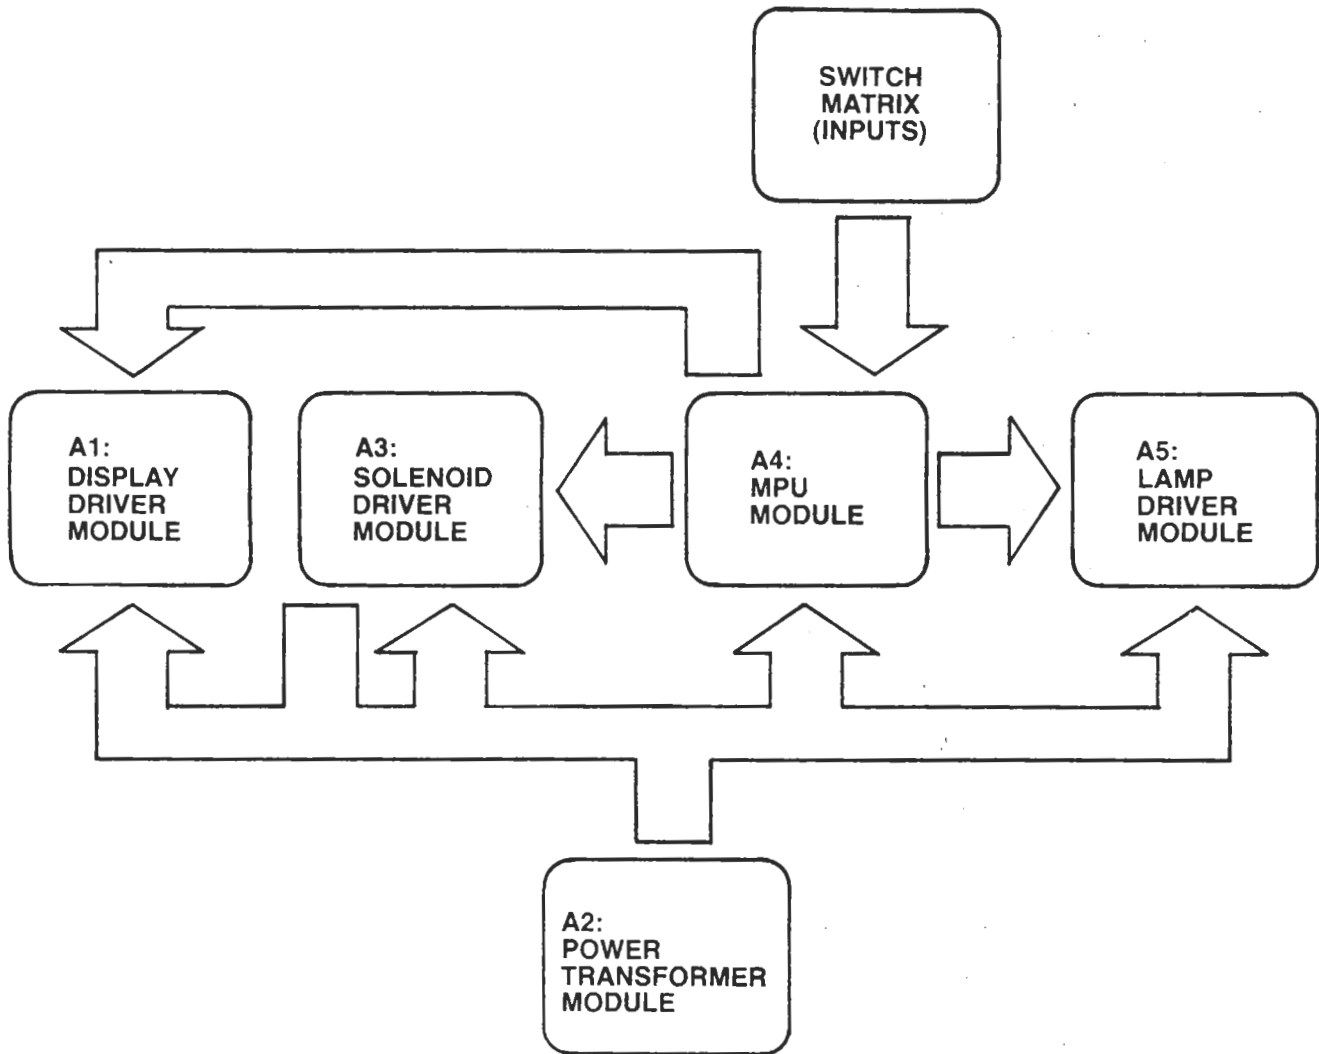 SWITCH
MATRIX
(INPUTS)
A1:
DISPLAY
DRIVER
MODULE
A3:
SOLENOID
DRIVER
MODULE
A4:
MPU
MODULE
A5:
LAMP
DRIVER
MODULE
A2:
POWER
TRANSFORMER
MODULE